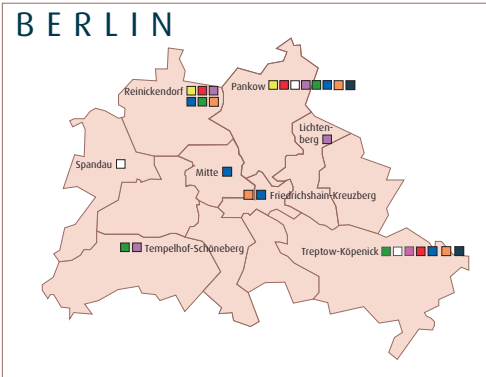 BERLIN
Reinickendorf
Pankow
Lichten-
berg
Spandau
Mitte
Friedrichshain-Kreuzberg
Tempelhof-Schöneberg
Treptow-Köpenick